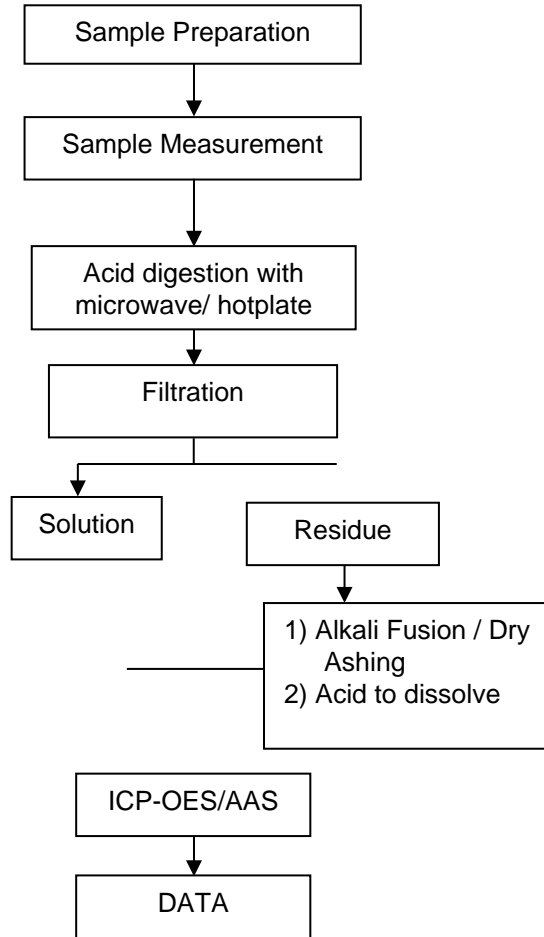 Sample Preparation
Sample Measurement
Acid digestion with
microwave/ hotplate
Filtration
Solution
Residue
1) Alkali Fusion / Dry
Ashing
2) Acid to dissolve
ICP-OES/AAS
DATA